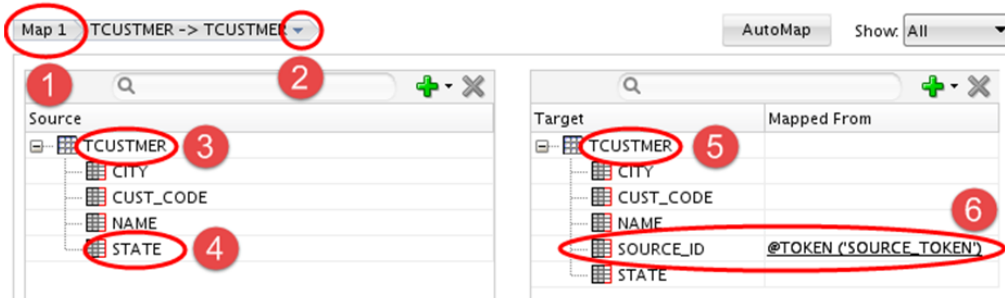 Map 1 TCUSTMER -> TCUSTMER AutoMap Show: All
1 2
Source
TCUSTMER 3
CITY
CUST_CODE
NAME
STATE 4
Target Mapped From
TCUSTMER 5
CITY
CUST_CODE
NAME 6
SOURCE_ID @TOKEN ('SOURCE_TOKEN')
STATE